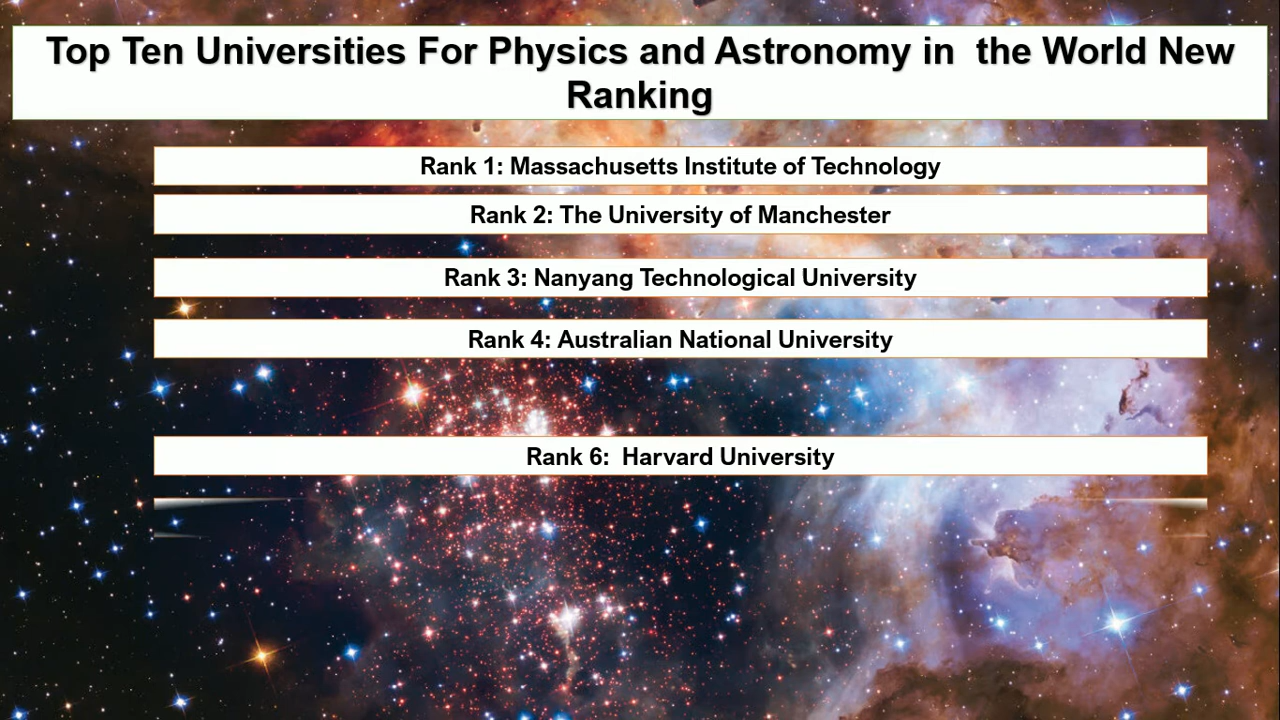 Top Ten Universities For Physics and Astronomy in  the World New
Ranking
Rank 1: Massachusetts Institute of Technology
Rank 2: The University of Manchester
Rank 3: Nanyang Technological University
Rank 4: Australian National University
Rank 6:  Harvard University